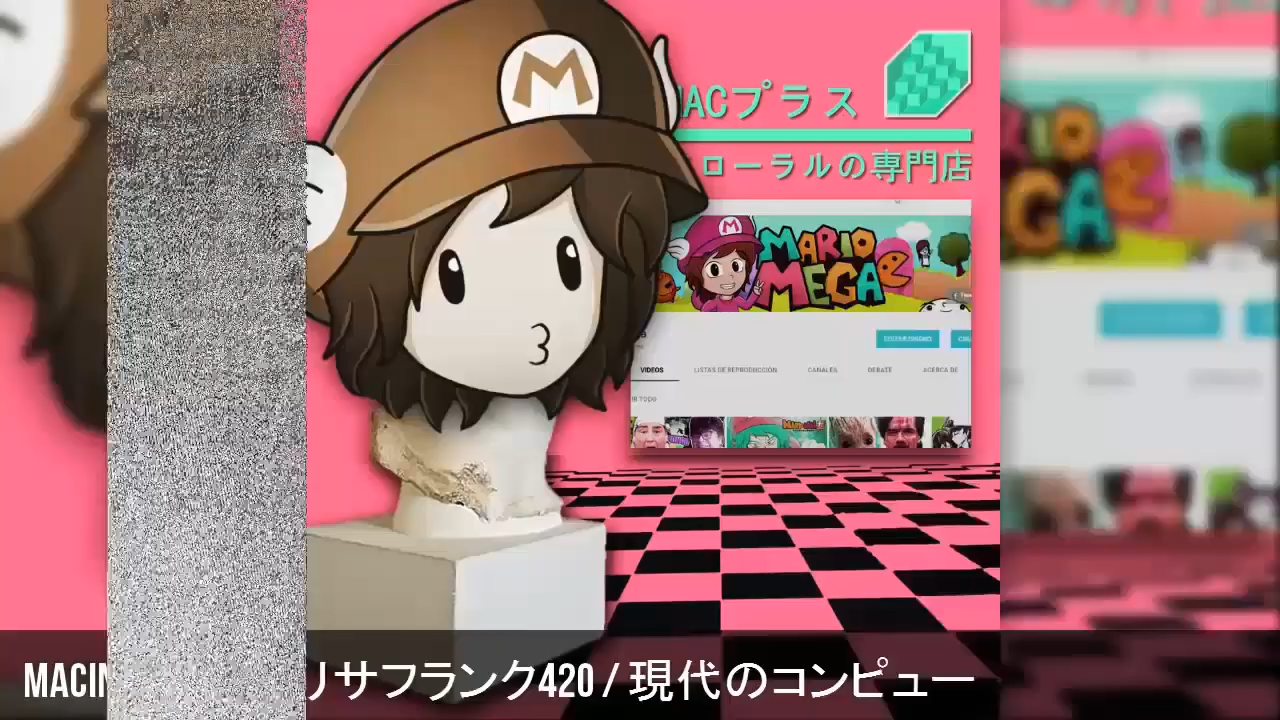 M
ACプラス
ローラルの専門店
MARIO
MEGA
VIDEOS LISTAS DE REPRODUCCIÓN CANALES DEBATE ACERCA DE
TODO
MACIN リサフランク420 / 現代のコンピュー